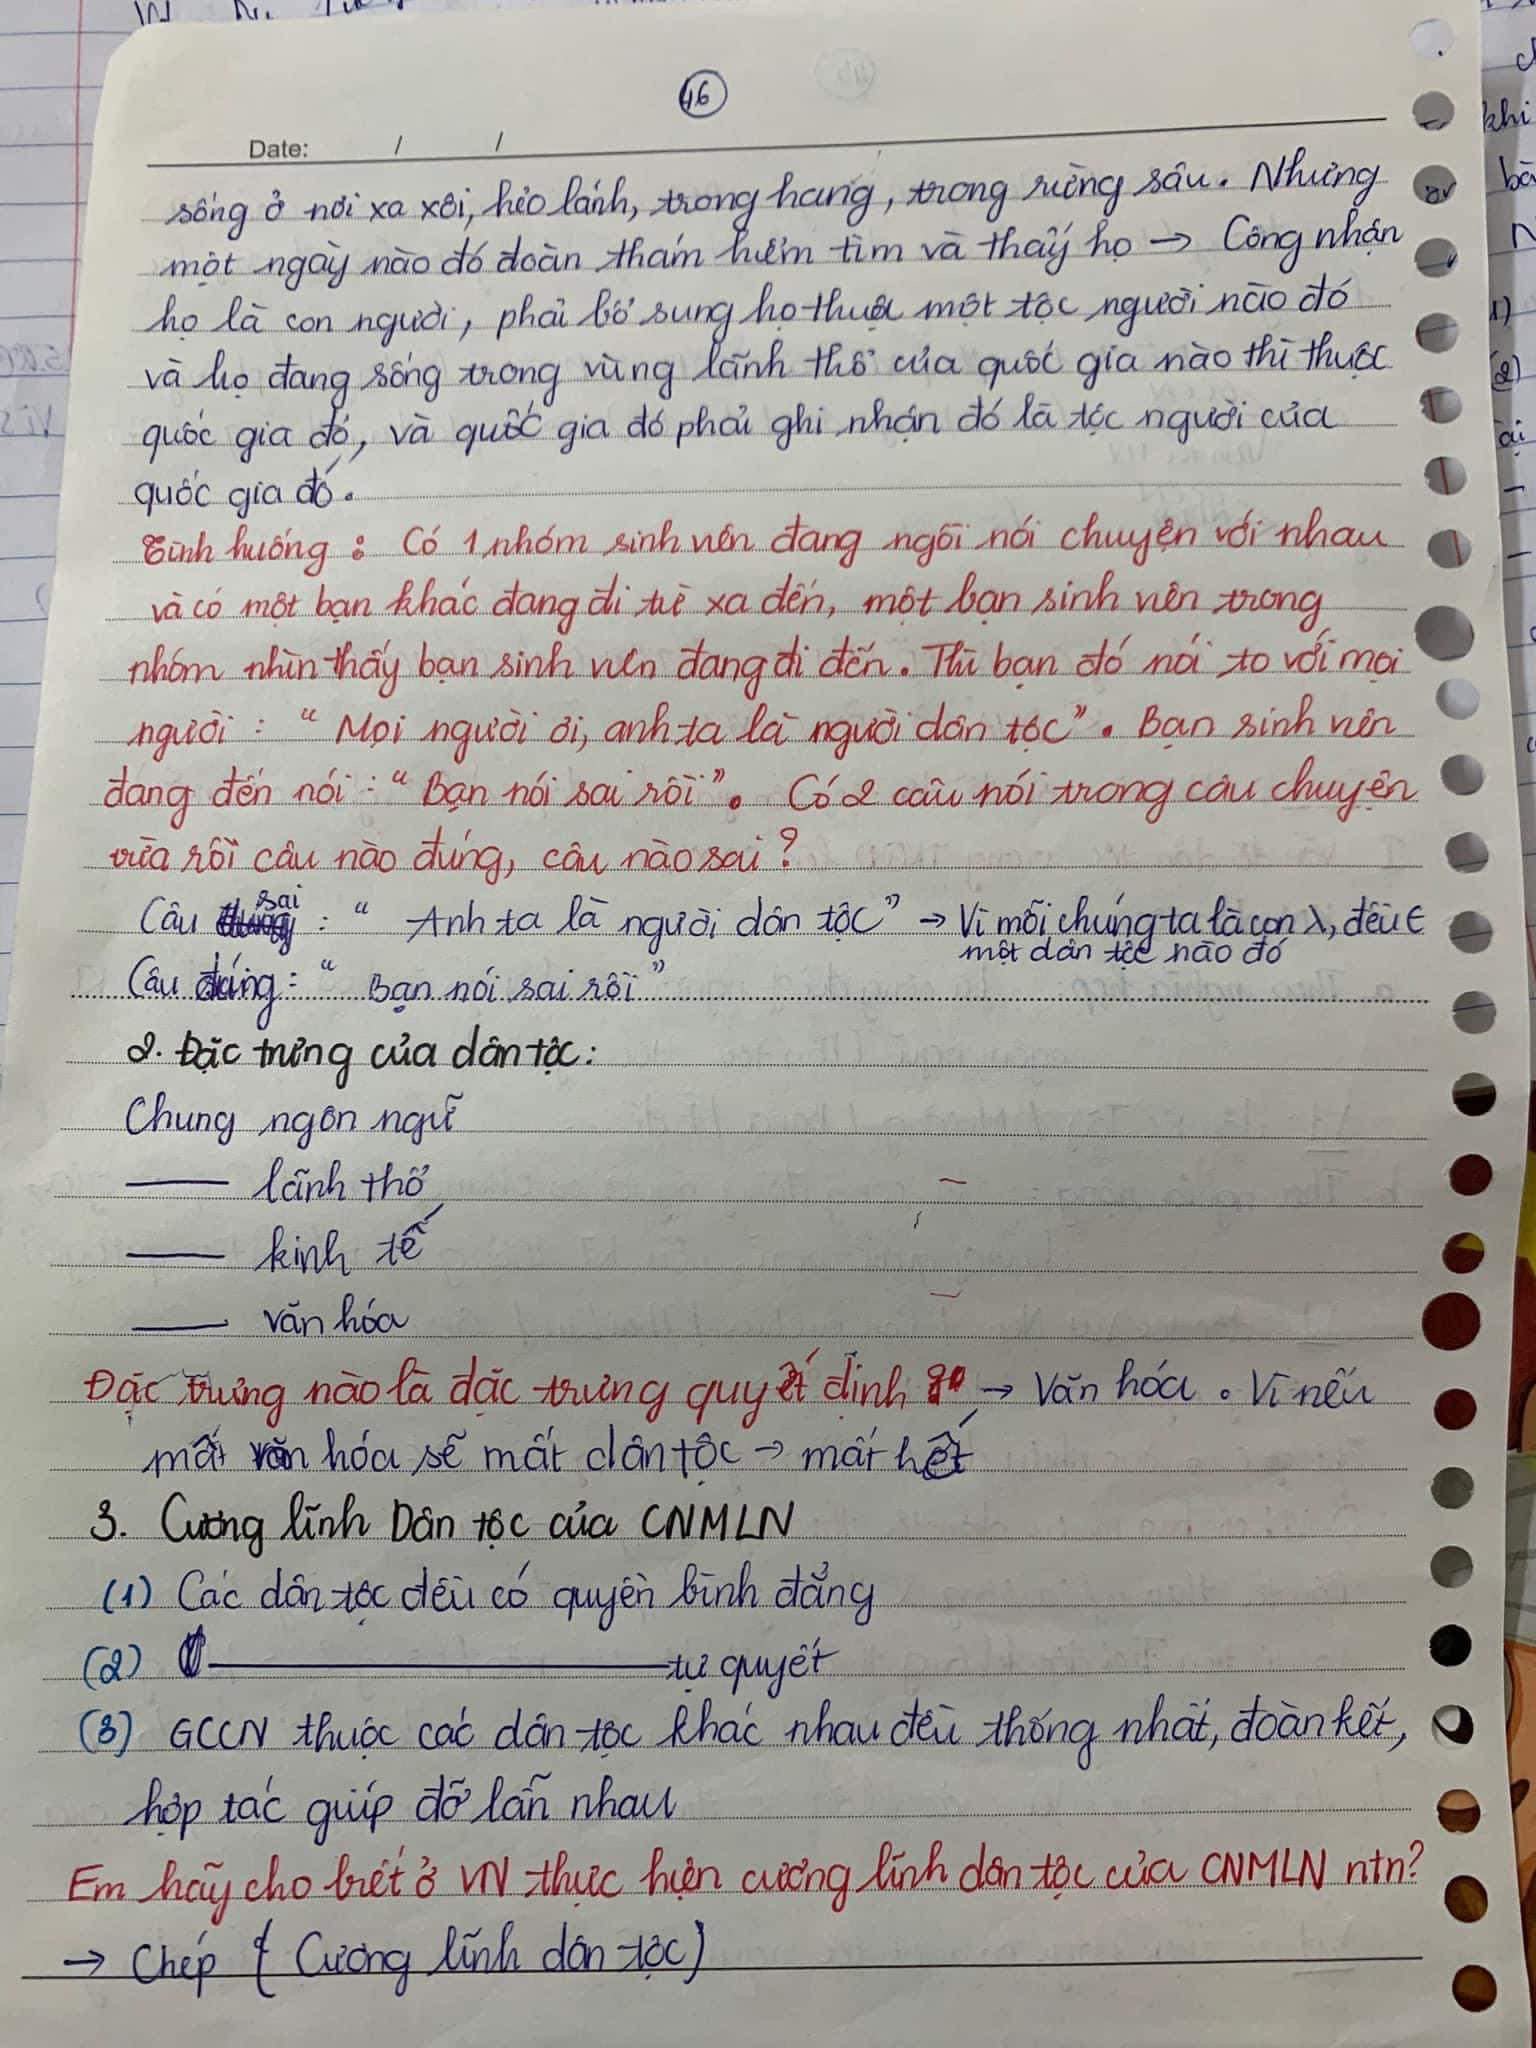 46
Date: / /
sống ở nơi xa xôi, hẻo lánh, trong hang, trong rừng sâu. Nhưng
một ngày nào đó đoàn thám hiểm tìm và thấy họ → Công nhận
họ là con người, phải bổ sung họ thuộc một tộc người nào đó
và họ đang sống trong vùng lãnh thổ của quốc gia nào thì thuộc
quốc gia đó, và quốc gia đó phải ghi nhận đó là tộc người của
quốc gia đó.
Tình huống : Có 1 nhóm sinh viên đang ngồi nói chuyện với nhau
và có một bạn khác đang đi từ xa đến, một bạn sinh viên trong
nhóm nhìn thấy bạn sinh viên đang đi đến. Thì bạn đó nói to với mọi
người : “ Mọi người ơi, anh ta là người dân tộc”. Bạn sinh viên
đang đến nói : “ Bạn nói sai rồi”. Có 2 câu nói trong câu chuyện
vừa rồi câu nào đúng, câu nào sai ?
Câu sai : “ Anh ta là người dân tộc” → Vì mỗi chúng ta là con λ, đều ∈
một dân tộc nào đó
Câu đúng : “ Bạn nói sai rồi”
2. Đặc trưng của dân tộc :
Chung ngôn ngữ
—— lãnh thổ
—— kinh tế
—— văn hóa
Đặc trưng nào là đặc trưng quyết định ? → Văn hóa . Vì nếu
mất văn hóa sẽ mất dân tộc → mất hết
3. Cương lĩnh Dân tộc của CNMLN
(1) Các dân tộc đều có quyền bình đẳng
(2) —————— tự quyết
(3) GCCN thuộc các dân tộc khác nhau đều thống nhất, đoàn kết,
hợp tác giúp đỡ lẫn nhau
Em hãy cho biết ở VN thực hiện cương lĩnh dân tộc của CNMLN ntn?
→ Chép { Cương lĩnh dân tộc)